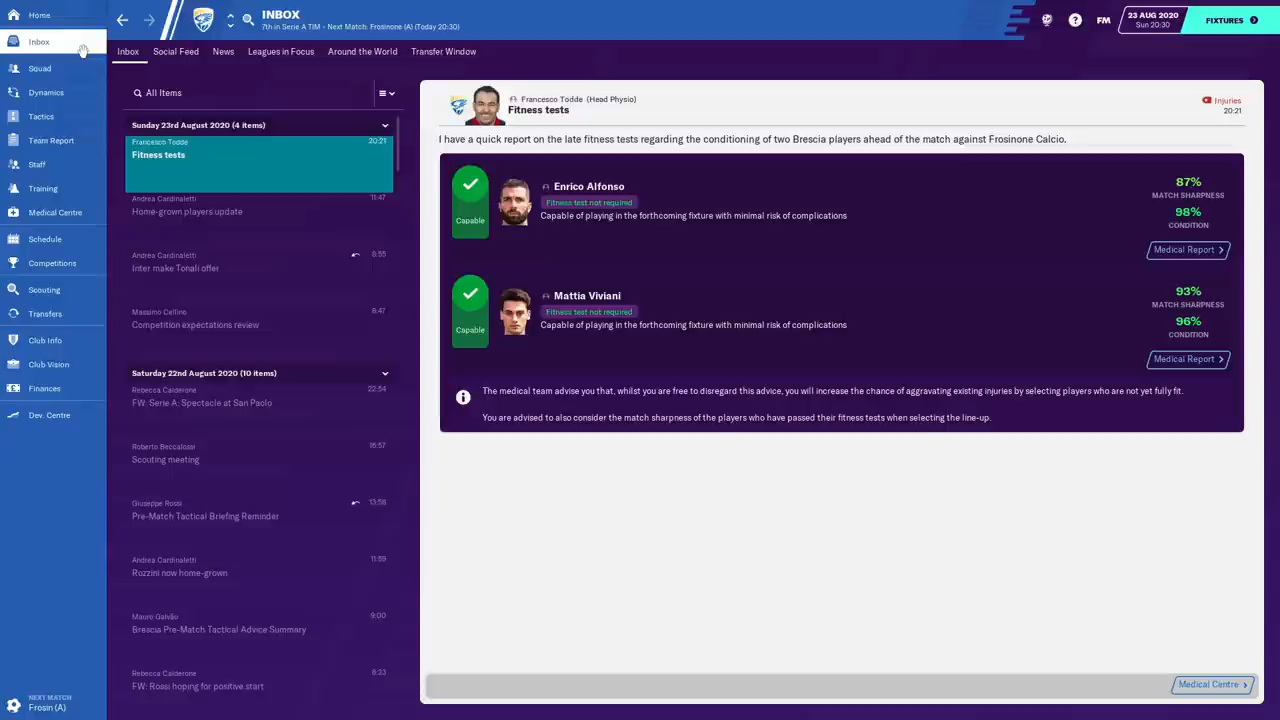 Home
Inbox
Squad
Dynamics
Tactics
Team Report
Staff
Training
Medical Centre
Schedule
Competitions
Scouting
Transfers
Club Info
Club Vision
Finances
Dev. Centre
NEXT MATCH
Frosin (A)
INBOX
7th in Serie A TIM - Next Match: Frosinone (A) (Today 20:30)
FM
23 AUG 2020
Sun 20:30
FIXTURES
Inbox Social Feed News Leagues in Focus Around the World Transfer Window
All Items
Sunday 23rd August 2020 (4 items)
Francesco Todde 20:21
Fitness tests
Andrea Cardinaletti 11:47
Home-grown players update
Andrea Cardinaletti 8:55
Inter make Tonali offer
Massimo Cellino 8:47
Competition expectations review
Saturday 22nd August 2020 (10 items)
Rebecca Calderone 22:54
FW: Serie A: Spectacle at San Paolo
Roberto Beccalossi 16:57
Scouting meeting
Giuseppe Rossi 13:58
Pre-Match Tactical Briefing Reminder
Andrea Cardinaletti 11:59
Ruzzini now home-grown
Mauro Galvão 9:00
Brescia Pre-Match Tactical Advice Summary
Rebecca Calderone 8:23
FW: Rossi hoping for positive start
Francesco Todde (Head Physio)
Fitness tests
Injuries
20:21
I have a quick report on the late fitness tests regarding the conditioning of two Brescia players ahead of the match against Frosinone Calcio.
Capable
Enrico Alfonso
Fitness test not required
Capable of playing in the forthcoming fixture with minimal risk of complications
87%
MATCH SHARPNESS
98%
CONDITION
Medical Report
Capable
Mattia Viviani
Fitness test not required
Capable of playing in the forthcoming fixture with minimal risk of complications
93%
MATCH SHARPNESS
96%
CONDITION
Medical Report
The medical team advise you that, whilst you are free to disregard this advice, you will increase the chance of aggravating existing injuries by selecting players who are not yet fully fit.
You are advised to also consider the match sharpness of the players who have passed their fitness tests when selecting the line-up.
Medical Centre